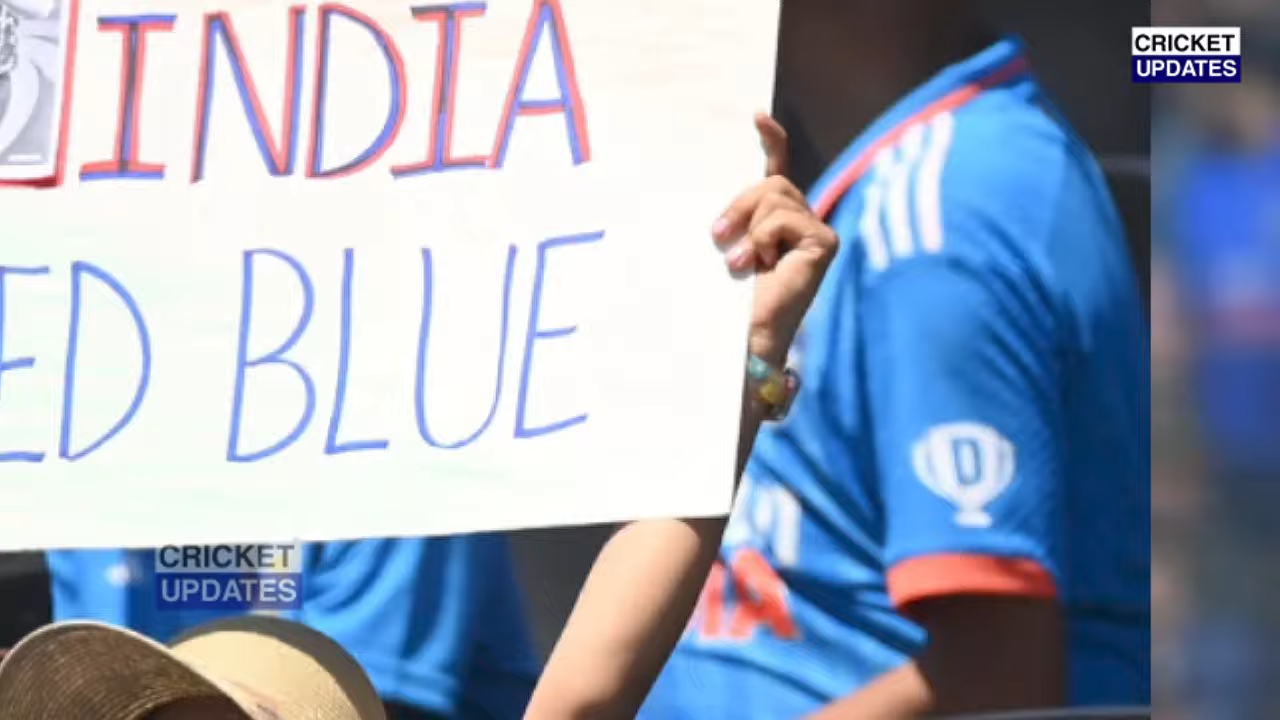 INDIA
ED BLUE
CRICKET
UPDATES
CRICKET
UPDATES
D